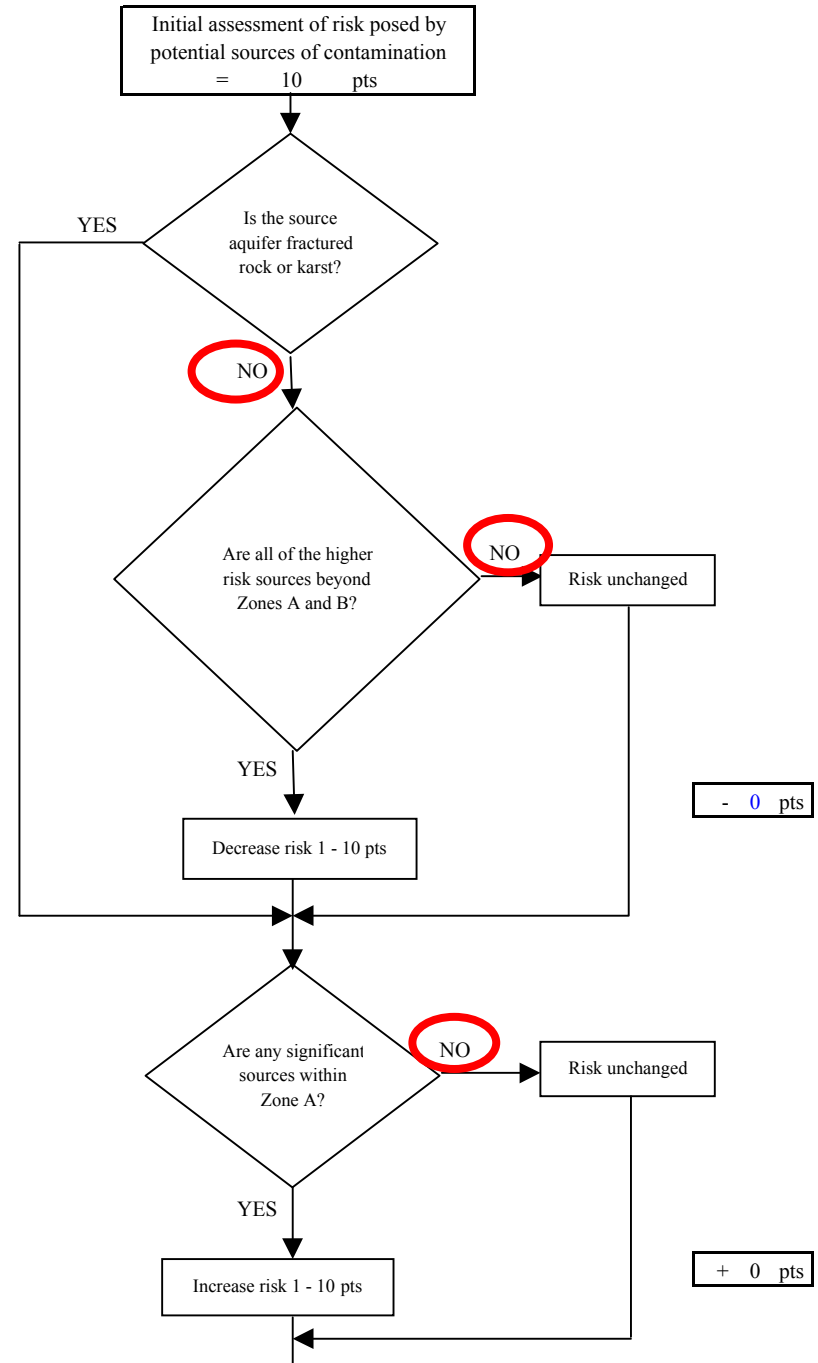 Initial assessment of risk posed by
potential sources of contamination
= 10 pts
Is the source
aquifer fractured
rock or karst?
YES
NO
Are all of the higher
risk sources beyond
Zones A and B?
NO
Risk unchanged
YES
- 0 pts
Decrease risk 1 - 10 pts
Are any significant
sources within
Zone A?
NO
Risk unchanged
YES
+ 0 pts
Increase risk 1 - 10 pts